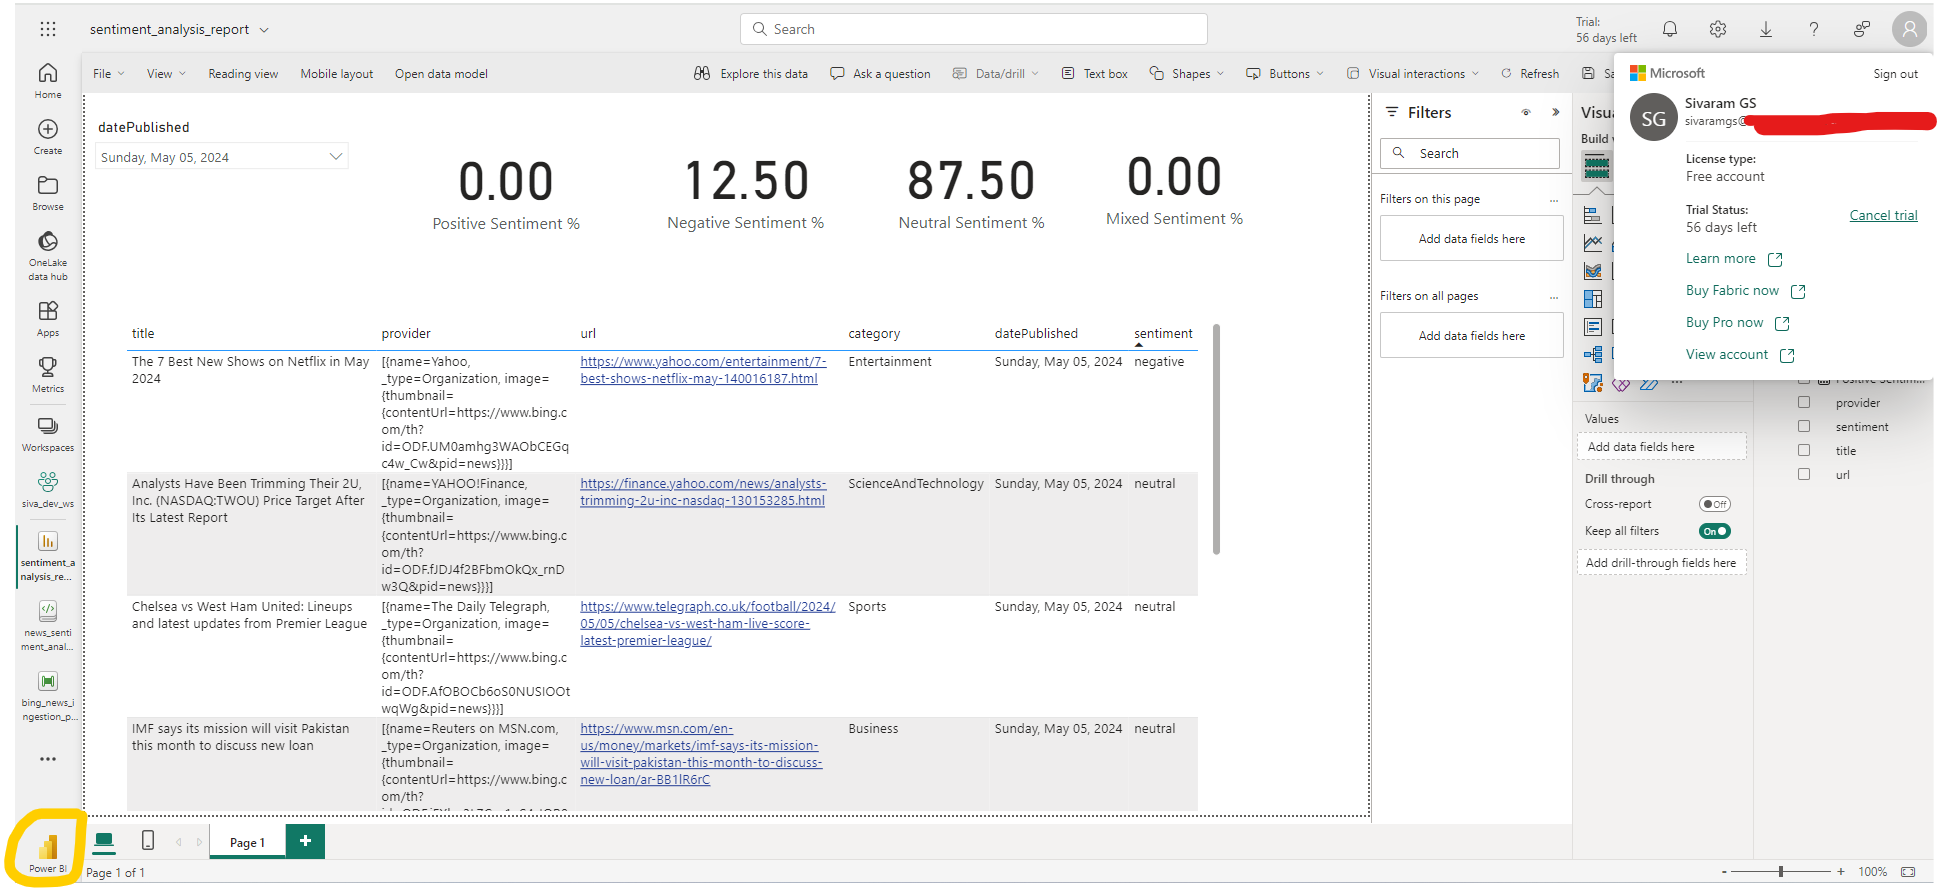 sentiment_analysis_report
Search
Trial:
56 days left
File
View
Reading view
Mobile layout
Open data model
Explore this data
Ask a question
Data/drill
Text box
Shapes
Buttons
Visual interactions
Refresh
Microsoft
Sign out
SG
Sivaram GS
sivaramgs@
License type:
Free account
Trial Status:
56 days left
Cancel trial
Learn more
Buy Fabric now
Buy Pro now
View account
Home
Create
Browse
OneLake
data hub
Apps
Metrics
Workspaces
siva_dev_ws
sentiment_a
nalysis_re...
news_senti
ment_anal...
bing_news_i
ngestion_p...
...
Power BI
datePublished
Sunday, May 05, 2024
0.00
Positive Sentiment %
12.50
Negative Sentiment %
87.50
Neutral Sentiment %
0.00
Mixed Sentiment %
title provider url category datePublished sentiment
The 7 Best New Shows on Netflix in May
2024
[{name=Yahoo,
_type=Organization, image=
{thumbnail=
{contentUrl=https://www.bing.c
om/th?
id=ODF.UM0amhg3WAObCEGq
c4w_Cw&pid=news}}}]
https://www.yahoo.com/entertainment/7-
best-shows-netflix-may-140016187.html
Entertainment
Sunday, May 05, 2024
negative
Analysts Have Been Trimming Their 2U,
Inc. (NASDAQ:TWOU) Price Target After
Its Latest Report
[{name=YAHOO!Finance,
_type=Organization, image=
{thumbnail=
{contentUrl=https://www.bing.c
om/th?
id=ODF.fJDJ4f2BFbmOkQx_rnD
w3Q&pid=news}}}]
https://finance.yahoo.com/news/analysts-
trimming-2u-inc-nasdaq-130153285.html
ScienceAndTechnology
Sunday, May 05, 2024
neutral
Chelsea vs West Ham United: Lineups
and latest updates from Premier League
[{name=The Daily Telegraph,
_type=Organization, image=
{thumbnail=
{contentUrl=https://www.bing.c
om/th?
id=ODF.AfOBOCb6oS0NUSIOOt
wqWg&pid=news}}}]
https://www.telegraph.co.uk/football/2024/
05/05/chelsea-vs-west-ham-live-score-
latest-premier-league/
Sports
Sunday, May 05, 2024
neutral
IMF says its mission will visit Pakistan
this month to discuss new loan
[{name=Reuters on MSN.com,
_type=Organization, image=
{thumbnail=
{contentUrl=https://www.bing.c
om/th?
https://www.msn.com/en-
us/money/markets/imf-says-its-mission-
will-visit-pakistan-this-month-to-discuss-
new-loan/ar-BB1lR6rC
Business
Sunday, May 05, 2024
neutral
Filters
Search
Filters on this page
...
Add data fields here
Filters on all pages
...
Add data fields here
Visu
Build
...
Values
Add data fields here
Drill through
Cross-report
Off
Keep all filters
On
Add drill-through fields here
provider
sentiment
title
url
Page 1
+
Page 1 of 1
- + 100%